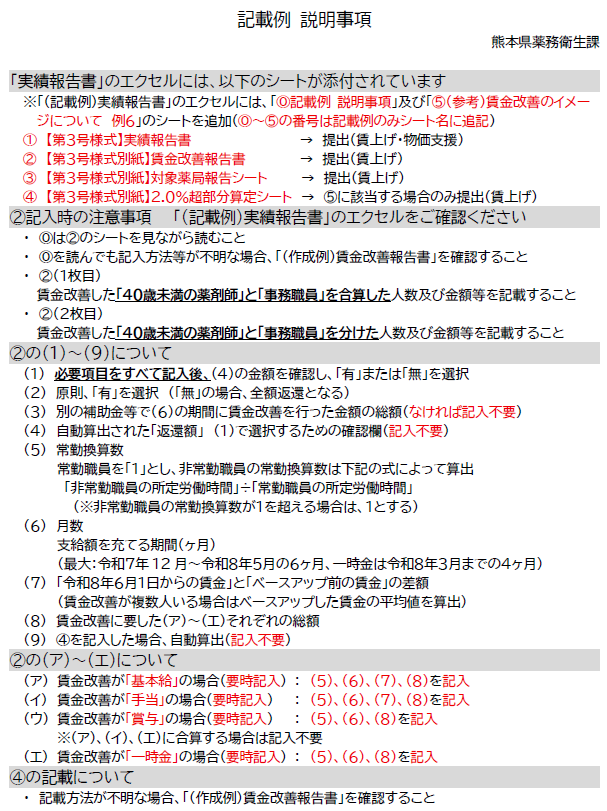 記載例 説明事項
熊本県薬務衛生課
「実績報告書」のエクセルには、以下のシートが添付されています
※「(記載例)実績報告書」のエクセルには、「⓪記載例 説明事項」及び「⑤(参考)賃金改善のイメー
ジについて 例6」のシートを追加(⓪～⑤の番号は記載例のみシート名に追記)
① 【第3号様式】実績報告書 → 提出(賃上げ・物価支援)
② 【第3号様式別紙】賃金改善報告書 → 提出(賃上げ)
③ 【第3号様式別紙】対象薬局報告シート → 提出(賃上げ)
④ 【第3号様式別紙】2.0%超部分算定シート → ⑤に該当する場合のみ提出(賃上げ)
②記入時の注意事項 「(記載例)実績報告書」のエクセルをご確認ください
・ ⓪は②のシートを見ながら読むこと
・ ⓪を読んでも記入方法等が不明な場合、「(作成例)賃金改善報告書」を確認すること
・ ②(1枚目)
賃金改善した「40歳未満の薬剤師」と「事務職員」を合算した人数及び金額等を記載すること
・ ②(2枚目)
賃金改善した「40歳未満の薬剤師」と「事務職員」を分けた人数及び金額等を記載すること
②の(1)～(9)について
(1) 必要項目をすべて記入後、(4)の金額を確認し、「有」または「無」を選択
(2) 原則、「有」を選択 (「無」の場合、全額返還となる)
(3) 別の補助金等で(6)の期間に賃金改善を行った金額の総額(なければ記入不要)
(4) 自動算出された「返還額」 (1)で選択するための確認欄(記入不要)
(5) 常勤換算数
常勤職員を「1」とし、非常勤職員の常勤換算数は下記の式によって算出
「非常勤職員の所定労働時間」÷「常勤職員の所定労働時間」
(※非常勤職員の常勤換算数が1を超える場合は、1とする)
(6) 月数
支給額を充てる期間(ヶ月)
(最大:令和7年12月～令和8年5月の6ヶ月、一時金は令和8年3月までの4ヶ月)
(7) 「令和8年6月1日からの賃金」と「ベースアップ前の賃金」の差額
(賃金改善が複数人いる場合はベースアップした賃金の平均値を算出)
(8) 賃金改善に要した(ア)～(エ)それぞれの総額
(9) ④を記入した場合、自動算出(記入不要)
②の(ア)～(エ)について
(ア) 賃金改善が「基本給」の場合(要時記入) : (5)、(6)、(7)、(8)を記入
(イ) 賃金改善が「手当」の場合(要時記入) : (5)、(6)、(7)、(8)を記入
(ウ) 賃金改善が「賞与」の場合(要時記入) : (5)、(6)、(8)を記入
※(ア)、(イ)、(エ)に合算する場合は記入不要
(エ) 賃金改善が「一時金」の場合(要時記入) : (5)、(6)、(8)を記入
④の記載について
・ 記載方法が不明な場合、「(作成例)賃金改善報告書」を確認すること